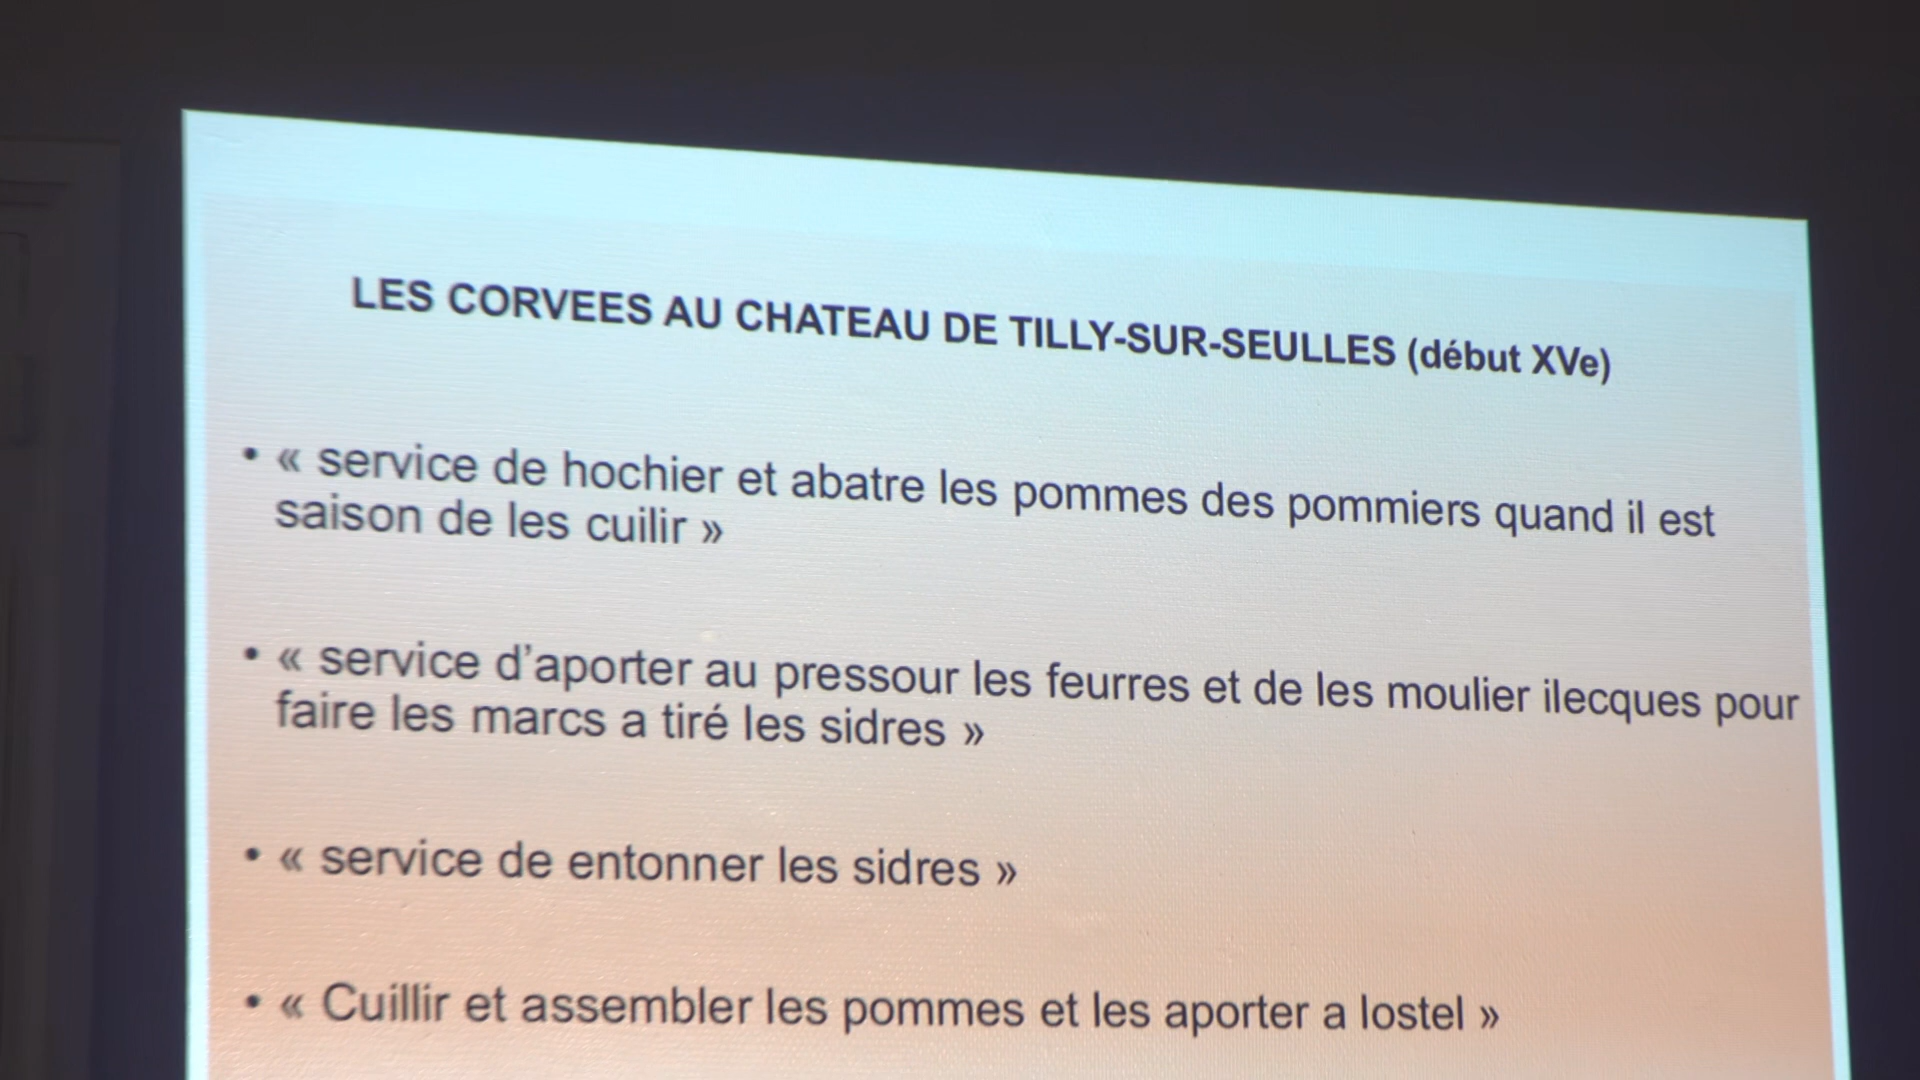 LES CORVEES AU CHATEAU DE TILLY-SUR-SEULLES (début XVe)
• « service de hochier et abatre les pommes des pommiers quand il est
saison de les cuilir »
• « service d’aporter au pressour les feurres et de les moulier ilecques pour
faire les marcs a tiré les sidres »
• « service de entonner les sidres »
• « Cuillir et assembler les pommes et les aporter a lostel »